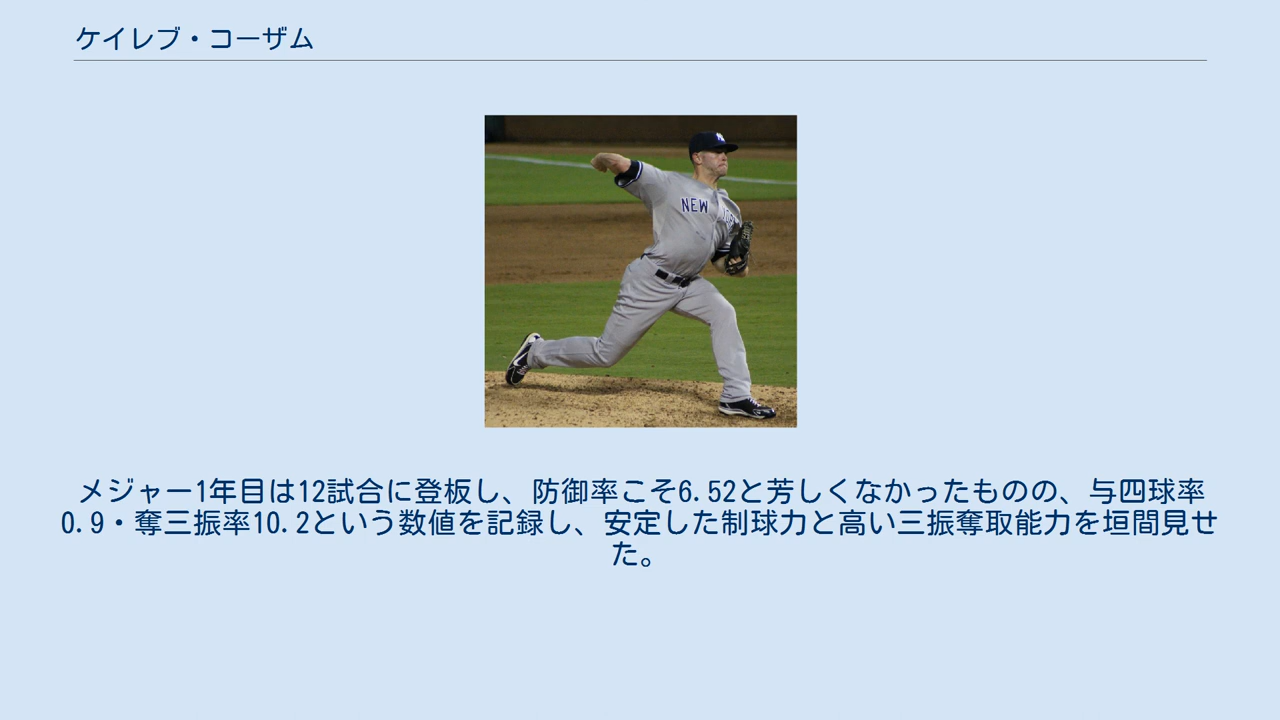 ケイレブ・コーザム
NEW
メジャー1年目は12試合に登板し、防御率こそ6.52と芳しくなかったものの、与四球率
0.9・奪三振率10.2という数値を記録し、安定した制球力と高い三振奪取能力を垣間見せ
た。